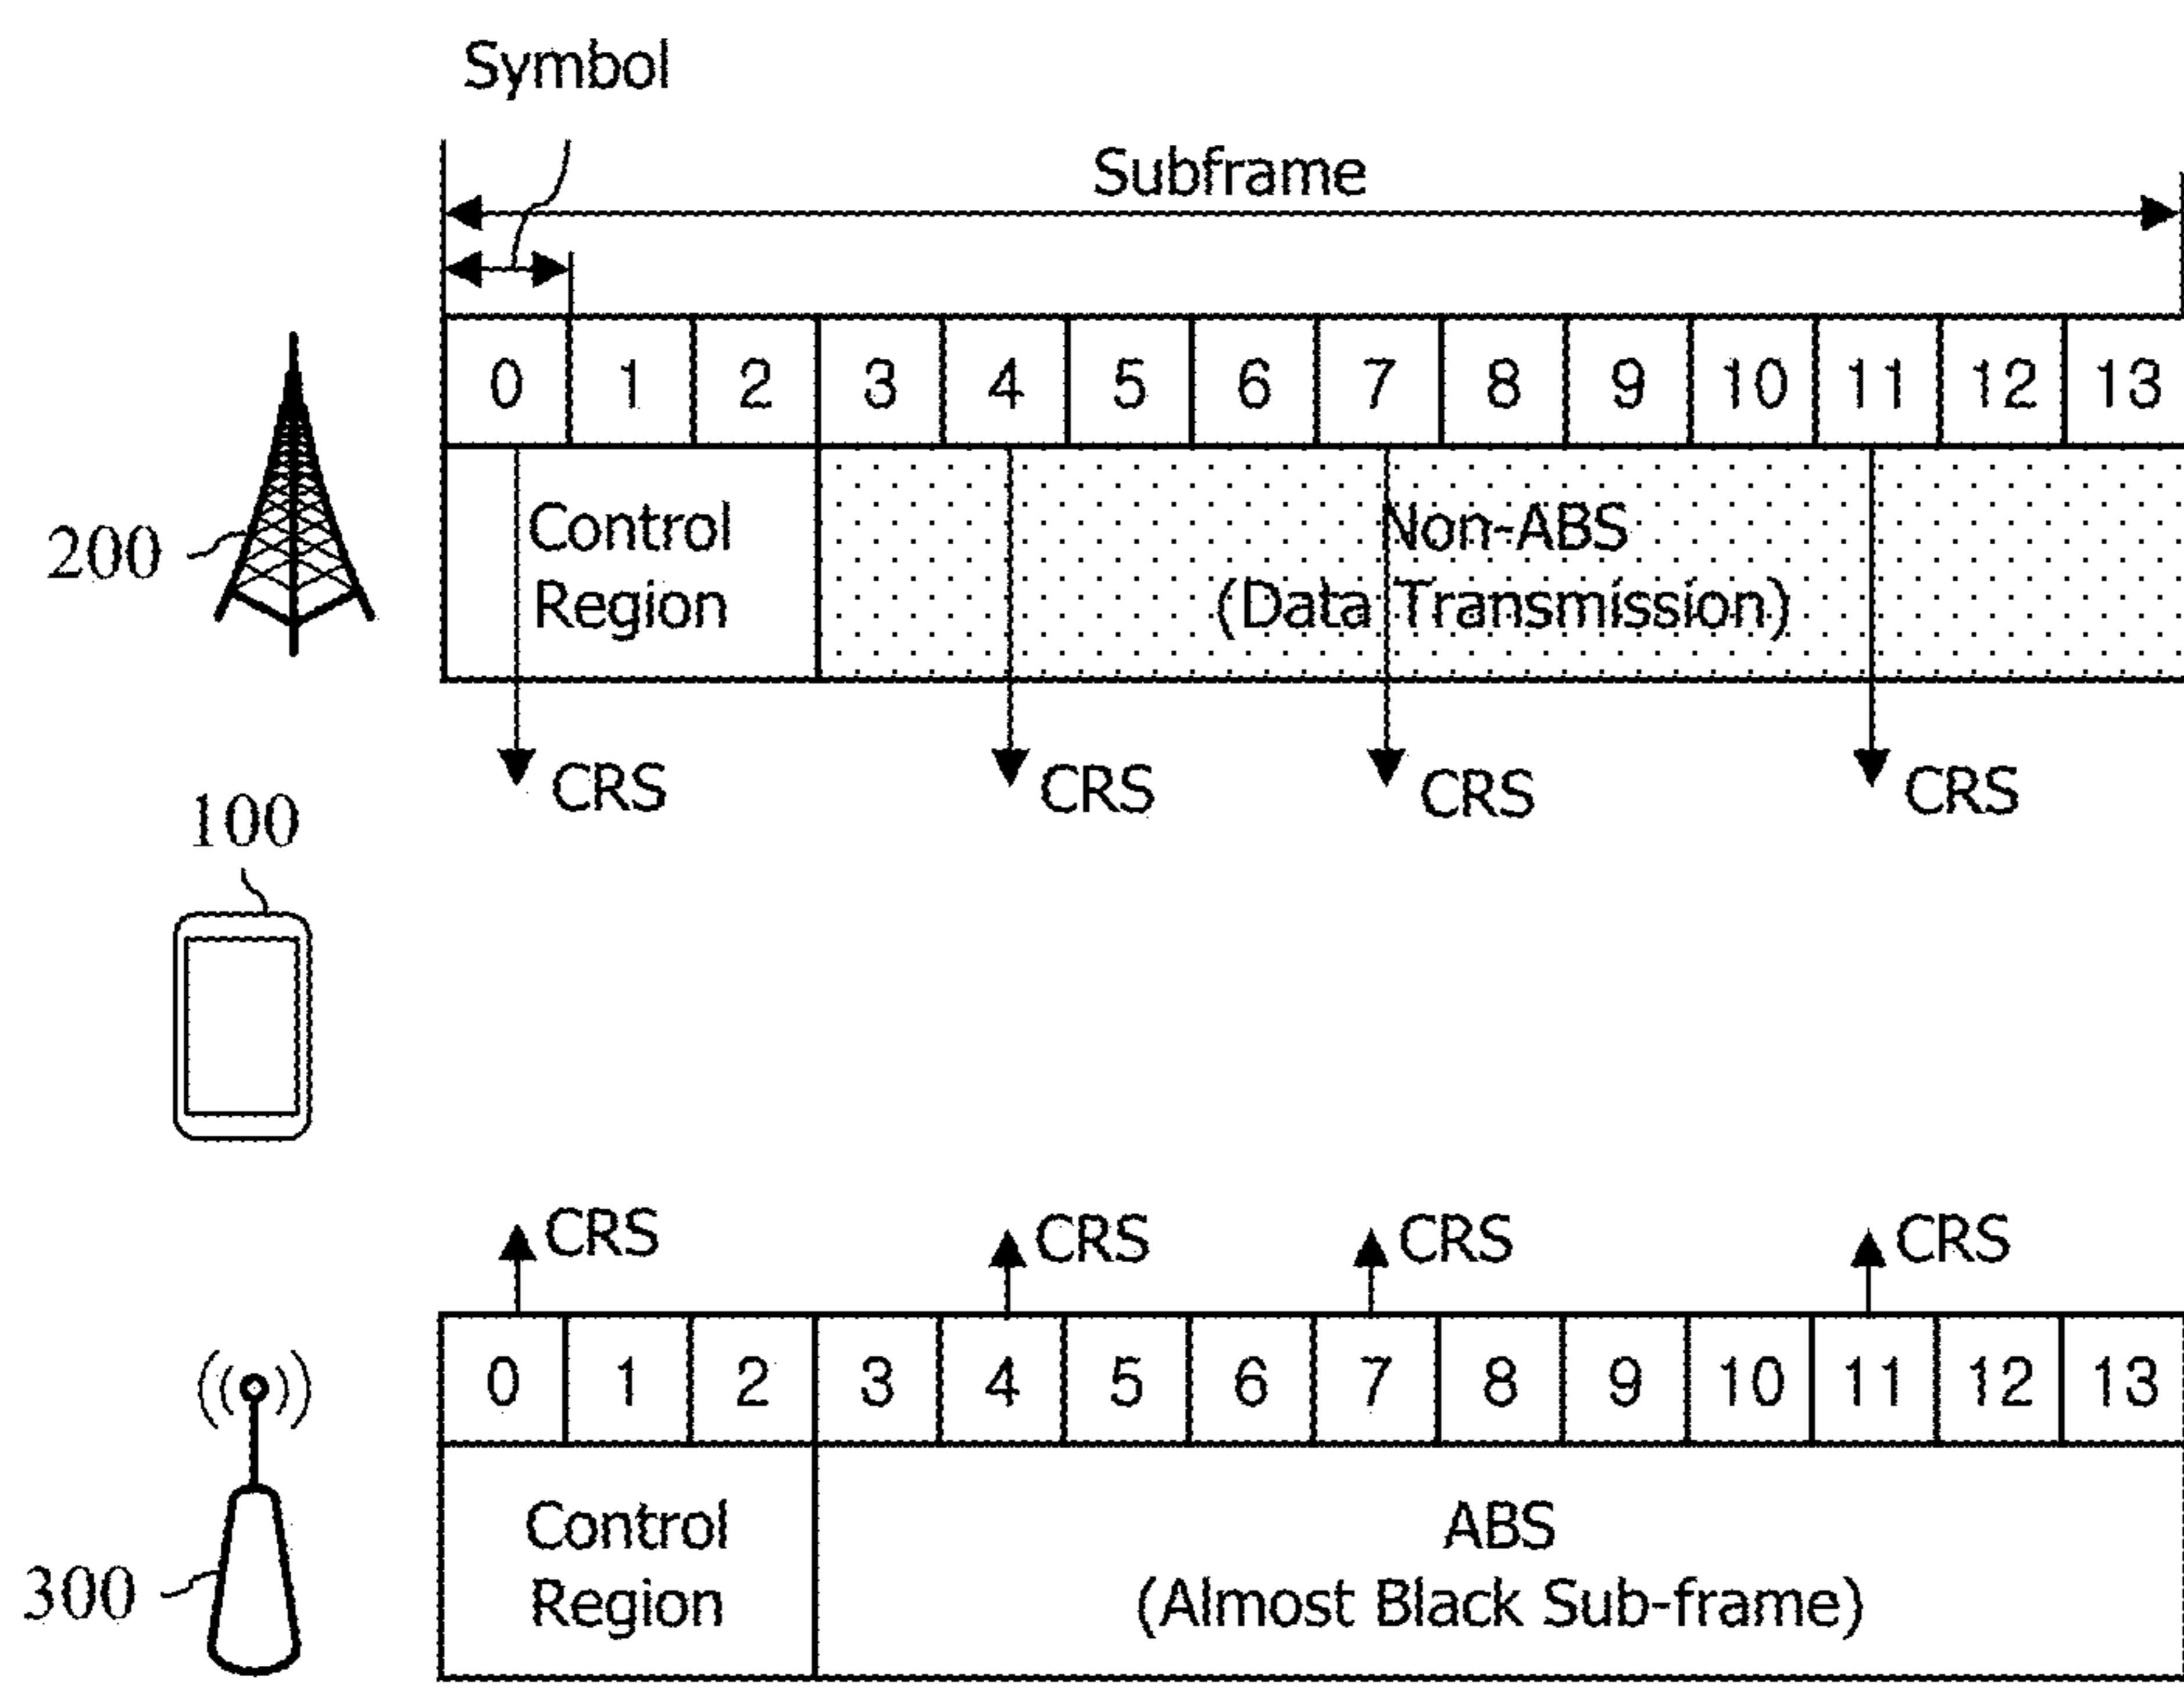 Symbol
Subframe
0 1 2 3 4 5 6 7 8 9 10 11 12 13
200
Control
Region
Non-ABS
(Data Transmission)
CRS CRS CRS CRS
100
CRS CRS CRS CRS
0 1 2 3 4 5 6 7 8 9 10 11 12 13
300
Control
Region
ABS
(Almost Black Sub-frame)